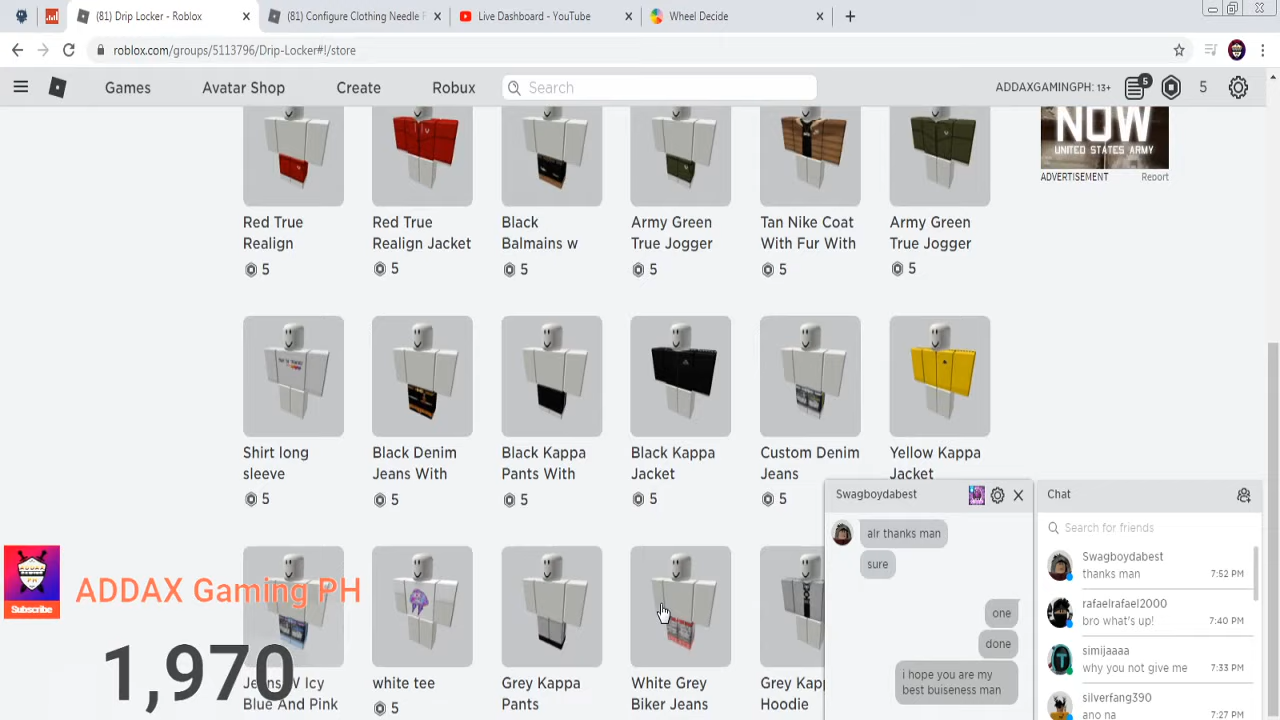 (81) Drip Locker - Roblox
(81) Configure Clothing Needle F
Live Dashboard - YouTube
Wheel Decide
roblox.com/groups/5113796/Drip-Locker#!/store
Games
Avatar Shop
Create
Robux
Search
ADDAXGAMINGPH: 13+
5
5
NOW
UNITED STATES ARMY
ADVERTISEMENT
Report
Red True
Realign
5
Red True
Realign Jacket
5
Black
Balmains w
5
Army Green
True Jogger
5
Tan Nike Coat
With Fur With
5
Army Green
True Jogger
5
Shirt long
sleeve
5
Black Denim
Jeans With
5
Black Kappa
Pants With
5
Black Kappa
Jacket
5
Custom Denim
Jeans
5
Yellow Kappa
Jacket
Jeans W Icy
Blue And Pink
white tee
5
Grey Kappa
Pants
White Grey
Biker Jeans
Grey Kapp
Hoodie
Subscribe
ADDAX Gaming PH
1,970
Swagboydabest
alr thanks man
sure
one
done
i hope you are my
best buiseness man
Chat
Search for friends
Swagboydabest
thanks man
7:52 PM
rafaelrafael2000
bro what's up!
7:40 PM
simijaaaa
why you not give me
7:33 PM
silverfang390
ano na
7:27 PM